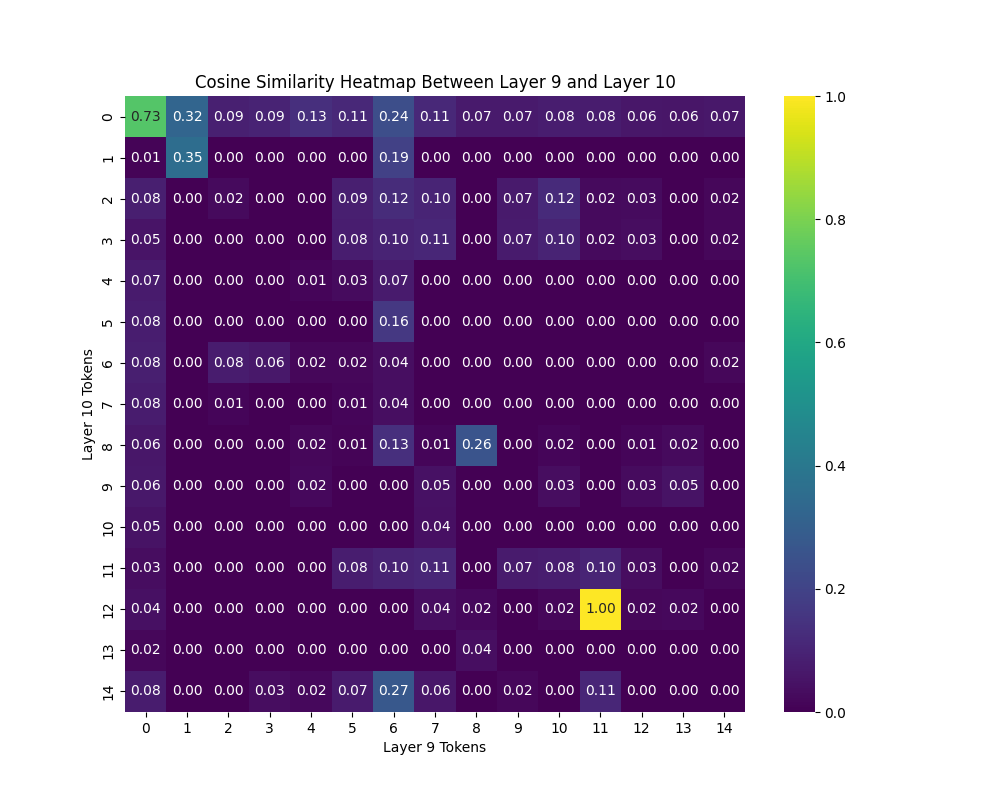 Cosine Similarity Heatmap Between Layer 9 and Layer 10
0 0.73 0.32 0.09 0.09 0.13 0.11 0.24 0.11 0.07 0.07 0.08 0.08 0.06 0.06 0.07
1 0.01 0.35 0.00 0.00 0.00 0.00 0.19 0.00 0.00 0.00 0.00 0.00 0.00 0.00 0.00
2 0.08 0.00 0.02 0.00 0.00 0.09 0.12 0.10 0.00 0.07 0.12 0.02 0.03 0.00 0.02
3 0.05 0.00 0.00 0.00 0.00 0.08 0.10 0.11 0.00 0.07 0.10 0.02 0.03 0.00 0.02
4 0.07 0.00 0.00 0.00 0.01 0.03 0.07 0.00 0.00 0.00 0.00 0.00 0.00 0.00 0.00
5 0.08 0.00 0.00 0.00 0.00 0.00 0.16 0.00 0.00 0.00 0.00 0.00 0.00 0.00 0.00
6 0.08 0.00 0.08 0.06 0.02 0.02 0.04 0.00 0.00 0.00 0.00 0.00 0.00 0.00 0.02
7 0.08 0.00 0.01 0.00 0.00 0.01 0.04 0.00 0.00 0.00 0.00 0.00 0.00 0.00 0.00
8 0.06 0.00 0.00 0.00 0.02 0.01 0.13 0.01 0.26 0.00 0.02 0.00 0.01 0.02 0.00
9 0.06 0.00 0.00 0.00 0.02 0.00 0.00 0.05 0.00 0.00 0.03 0.00 0.03 0.05 0.00
10 0.05 0.00 0.00 0.00 0.00 0.00 0.00 0.04 0.00 0.00 0.00 0.00 0.00 0.00 0.00
11 0.03 0.00 0.00 0.00 0.00 0.08 0.10 0.11 0.00 0.07 0.08 0.10 0.03 0.00 0.02
12 0.04 0.00 0.00 0.00 0.00 0.00 0.00 0.04 0.02 0.00 0.02 1.00 0.02 0.02 0.00
13 0.02 0.00 0.00 0.00 0.00 0.00 0.00 0.00 0.04 0.00 0.00 0.00 0.00 0.00 0.00
14 0.08 0.00 0.00 0.03 0.02 0.07 0.27 0.06 0.00 0.02 0.00 0.11 0.00 0.00 0.00
0 1 2 3 4 5 6 7 8 9 10 11 12 13 14
Layer 9 Tokens
Layer 10 Tokens
1.0
0.8
0.6
0.4
0.2
0.0